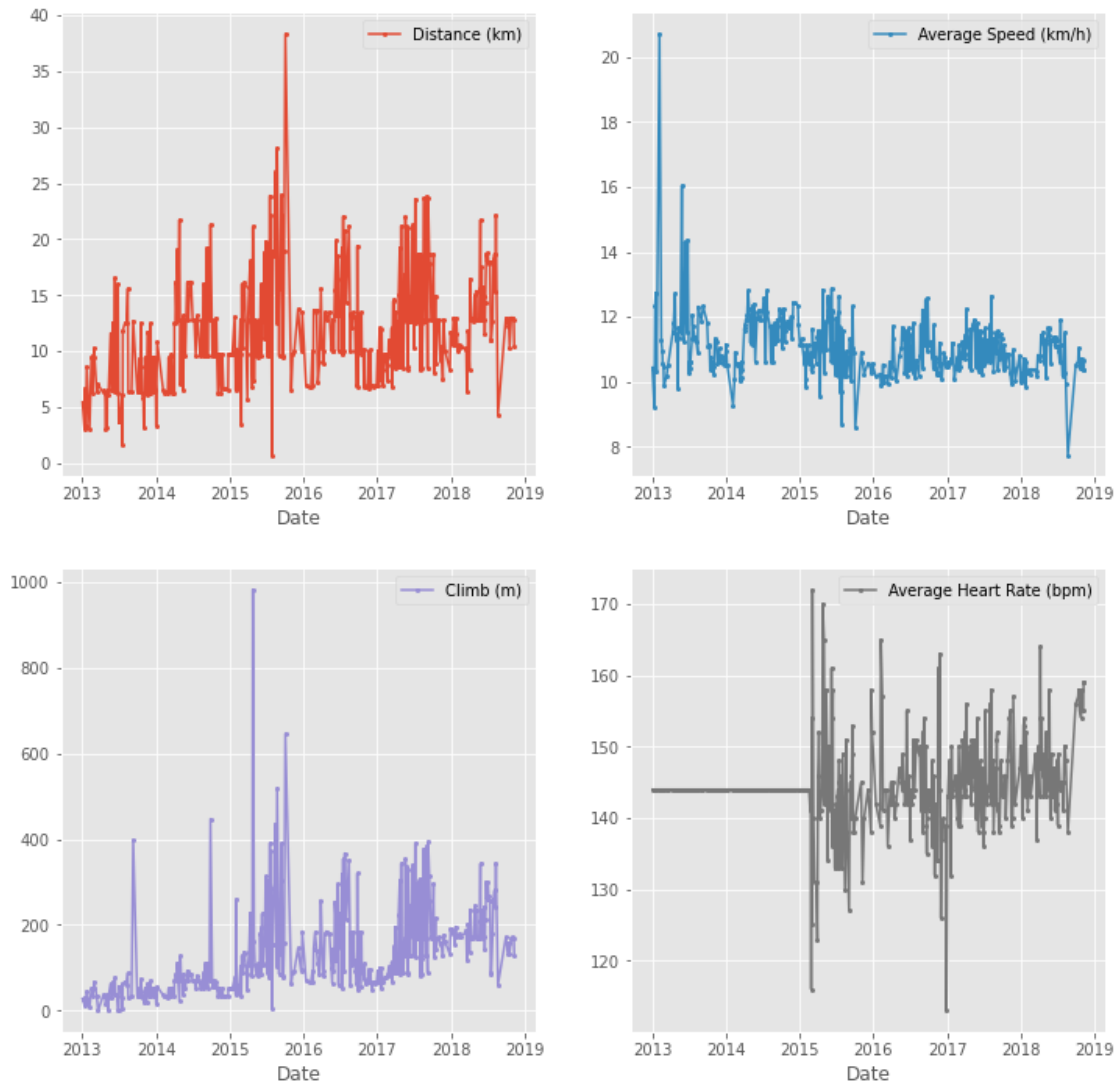 Distance (km)
40
35
30
25
20
15
10
5
0
2013 2014 2015 2016 2017 2018 2019
Date
Average Speed (km/h)
20
18
16
14
12
10
8
2013 2014 2015 2016 2017 2018 2019
Date
Climb (m)
1000
800
600
400
200
0
2013 2014 2015 2016 2017 2018 2019
Date
Average Heart Rate (bpm)
170
160
150
140
130
120
2013 2014 2015 2016 2017 2018 2019
Date